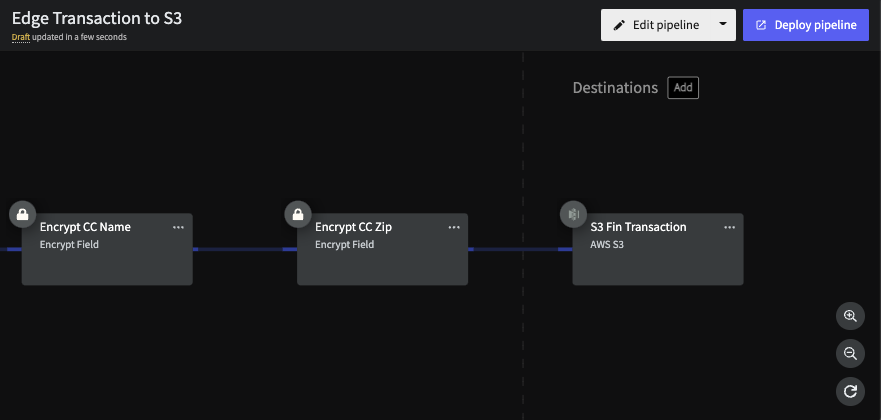 Edge Transaction to S3
Draft updated in a few seconds
Edit pipeline
Deploy pipeline
Destinations
Add
Encrypt CC Name
Encrypt Field
Encrypt CC Zip
Encrypt Field
S3 Fin Transaction
AWS S3